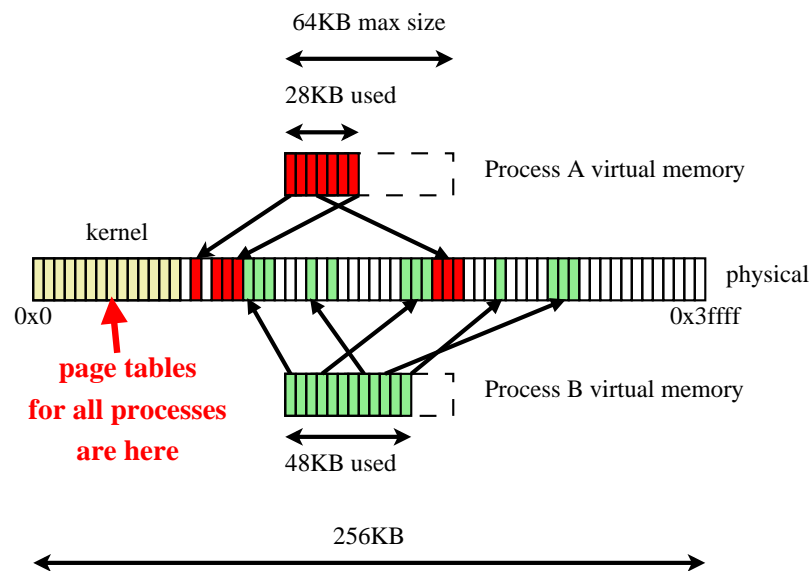 64KB max size
28KB used
Process A virtual memory
kernel
physical
0x0
0x3ffff
page tables
for all processes
are here
Process B virtual memory
48KB used
256KB